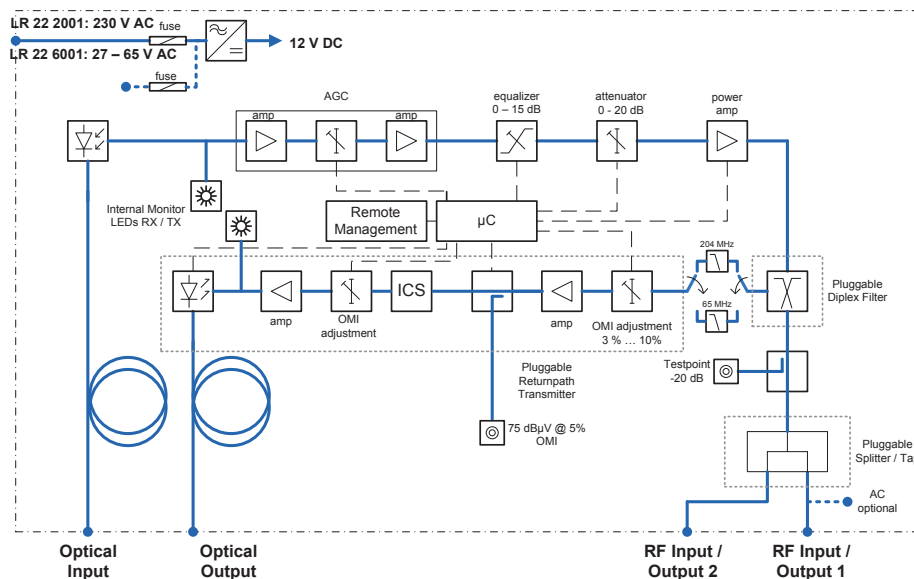 LR 22 2001: 230 V AC
fuse
12 V DC
LR 22 6001: 27 – 65 V AC
fuse
AGC
amp
amp
equalizer
0 – 15 dB
attenuator
0 - 20 dB
power
amp
Internal Monitor
LEDs RX / TX
Remote
Management
µC
204 MHz
65 MHz
Pluggable
Diplex Filter
ICS
amp
OMI
adjustment
amp
OMI adjustment
3 % ... 10%
Pluggable
Returnpath
Transmitter
Testpoint
-20 dB
75 dBµV @ 5%
OMI
Pluggable
Splitter / Ta
AC
optional
Optical
Input
Optical
Output
RF Input /
Output 2
RF Input /
Output 1